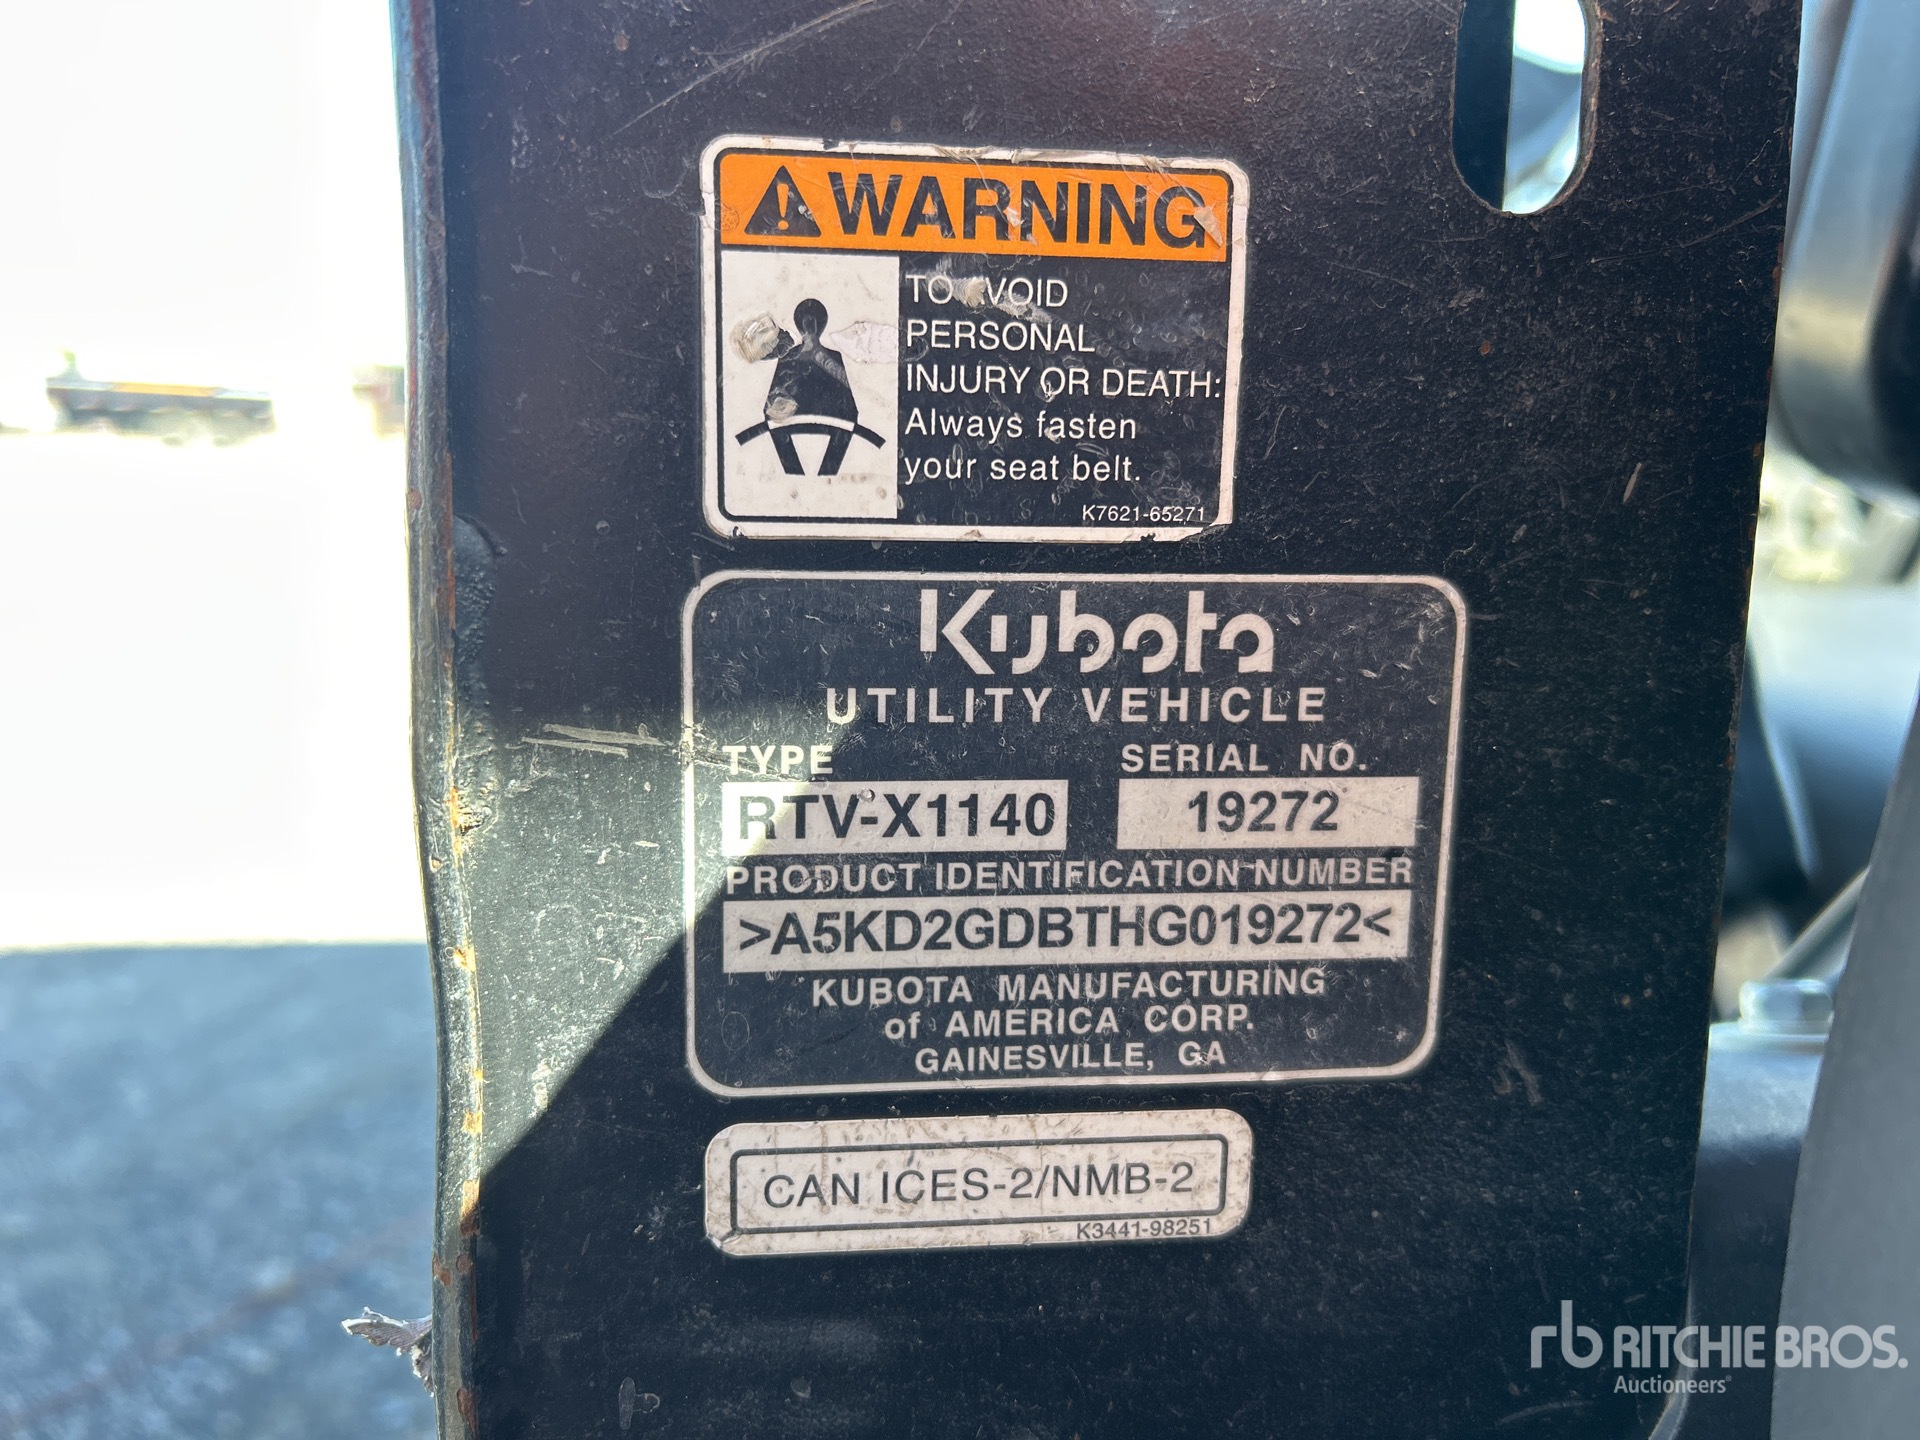 WARNING
TO AVOID
PERSONAL
INJURY OR DEATH:
Always fasten
your seat belt.
K7621-65271
Kubota
UTILITY VEHICLE
TYPE SERIAL NO.
RTV-X1140 19272
PRODUCT IDENTIFICATION NUMBER
>A5KD2GDBTHG019272<
KUBOTA MANUFACTURING
of AMERICA CORP.
GAINESVILLE, GA
CAN ICES-2/NMB-2
K3441-98251
rb RITCHIE BROS.
Auctioneers